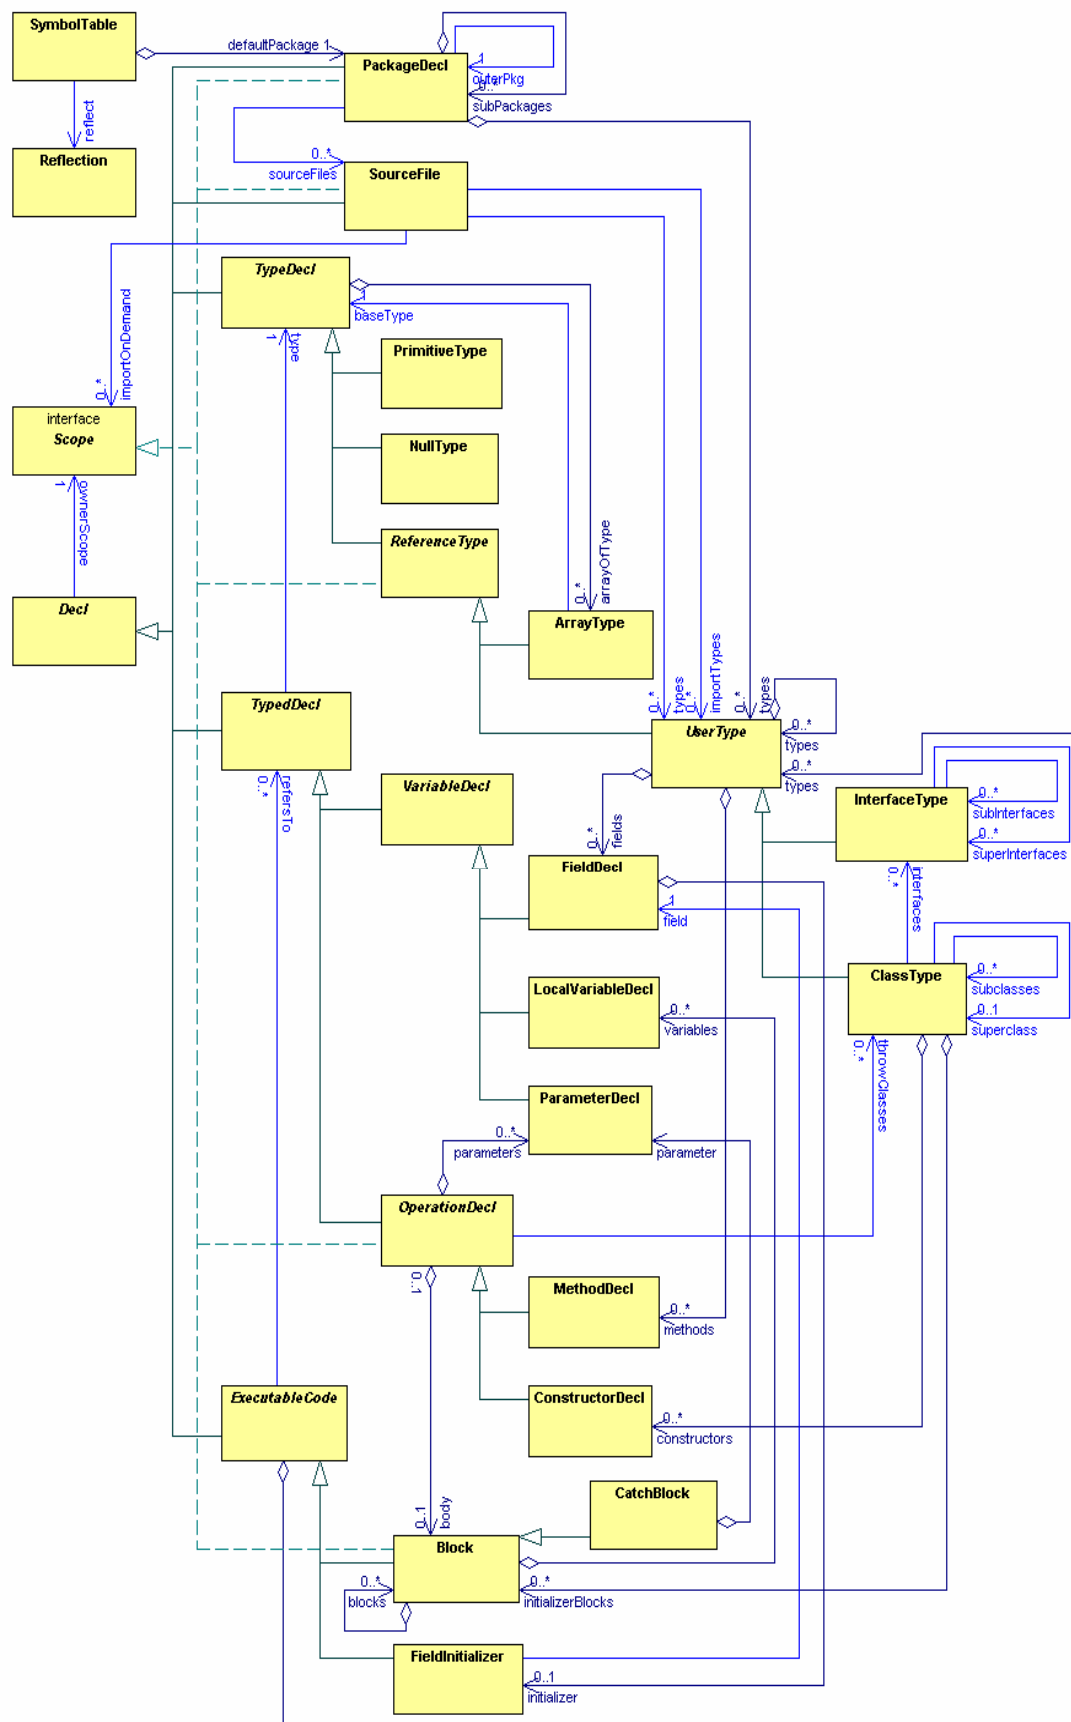 SymbolTable
defaultPackage 1
PackageDecl
1
outerPkg
0..*
subPackages
reflect
Reflection
0..*
sourceFiles
SourceFile
TypeDecl
1
baseType
importOnDemand
0..*
type
1
PrimitiveType
interface
Scope
NullType
1
ownerScope
ReferenceType
arrayOfType
0..*
Decl
ArrayType
types
0..*
importTypes
0..*
types
0..*
TypedDecl
UserType
0..*
types
0..*
types
refersTo
0..*
VariableDecl
InterfaceType
0..*
subInterfaces
0..*
superInterfaces
fields
0..*
FieldDecl
1
field
interfaces
0..*
ClassType
0..*
subclasses
0..1
superclass
LocalVariableDecl
0..*
variables
throwClasses
0..*
ParameterDecl
0..*
parameters
parameter
OperationDecl
0..1
MethodDecl
0..*
methods
ExecutableCode
ConstructorDecl
0..*
constructors
CatchBlock
body
0..1
Block
0..*
blocks
0..*
initializerBlocks
FieldInitializer
0..1
initializer